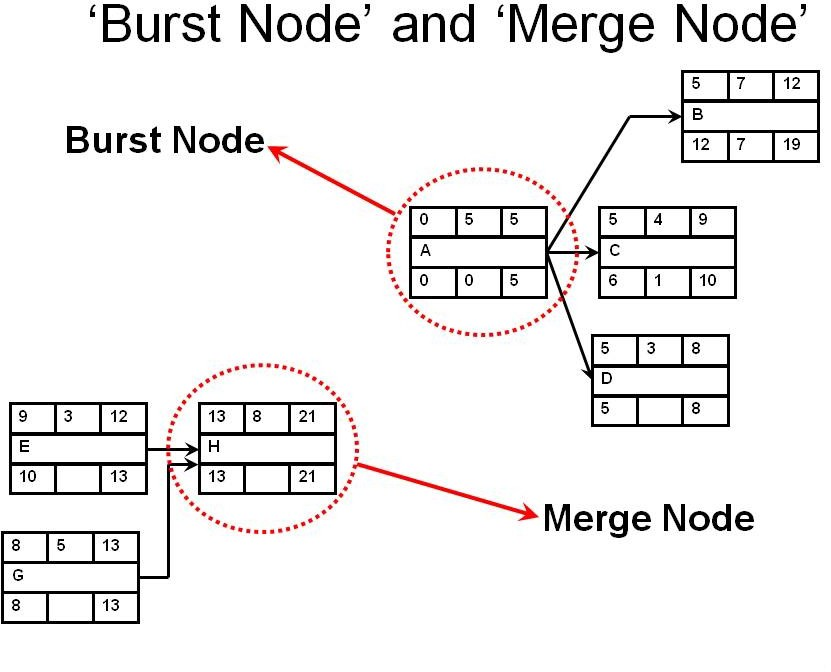 ‘Burst Node’ and ‘Merge Node’
5 7 12
B
12 7 19
Burst Node
0 5 5
A
0 0 5
5 4 9
C
6 1 10
5 3 8
D
5 8
9 3 12
E
10 13
13 8 21
H
13 21
Merge Node
8 5 13
G
8 13